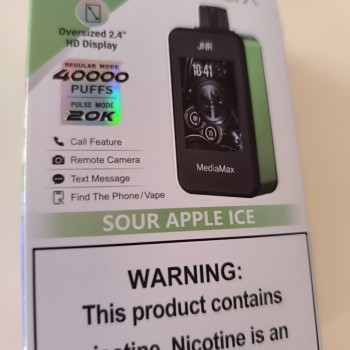 Oversized 2.4"
HD Display
REGULAR MODE
40000
PUFFS
PULSE MODE
20K
JNR
10:41
MediaMax
Call Feature
Remote Camera
Text Message
Find The Phone/Vape
SOUR APPLE ICE
WARNING:
This product contains
nicotine. Nicotine is an